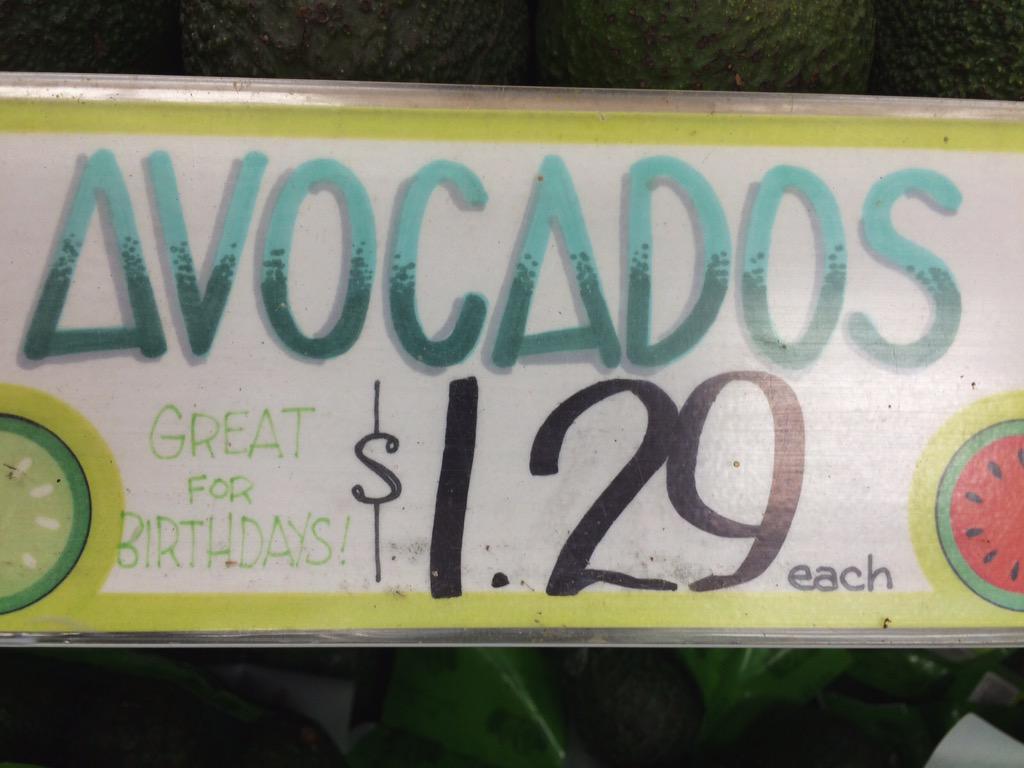 AVOCADOS
GREAT
FOR
BIRTHDAYS!
$1.29 each